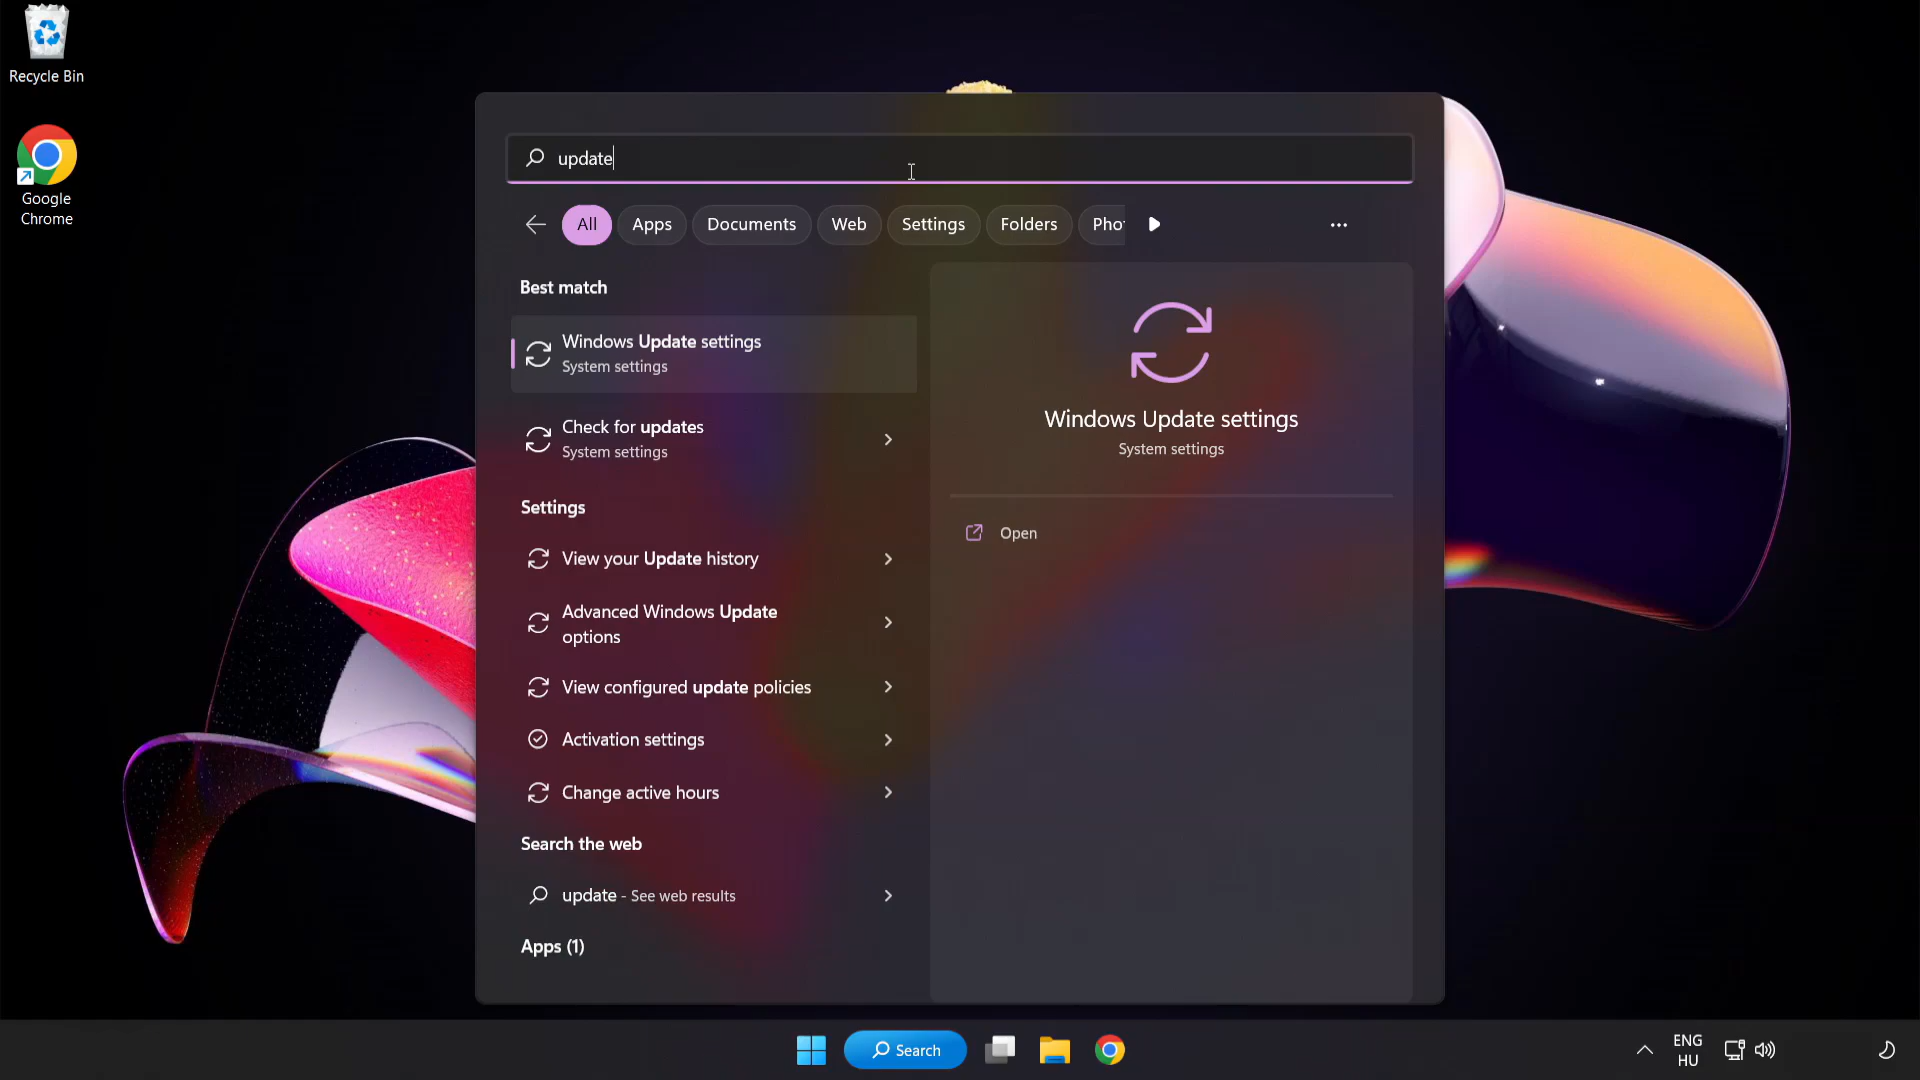 Recycle Bin
Google
Chrome
update
All
Apps
Documents
Web
Settings
Folders
Phot
Best match
Windows Update settings
System settings
Check for updates
System settings
Settings
View your Update history
Advanced Windows Update
options
View configured update policies
Activation settings
Change active hours
Search the web
update - See web results
Apps (1)
Windows Update settings
System settings
Open
Search
ENG
HU